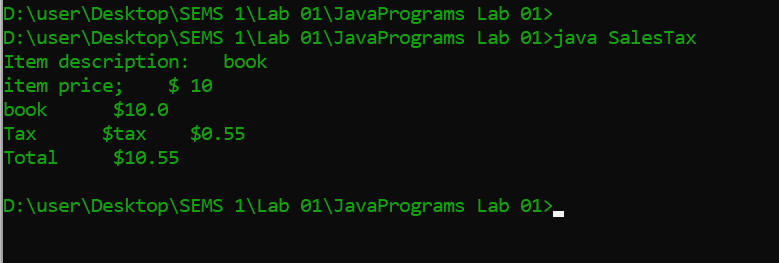 D:\user\Desktop\SEMS 1\Lab 01\JavaPrograms Lab 01>
D:\user\Desktop\SEMS 1\Lab 01\JavaPrograms Lab 01>java SalesTax
Item description:   book
item price;    $ 10
book      $10.0
Tax      $tax    $0.55
Total     $10.55
D:\user\Desktop\SEMS 1\Lab 01\JavaPrograms Lab 01>